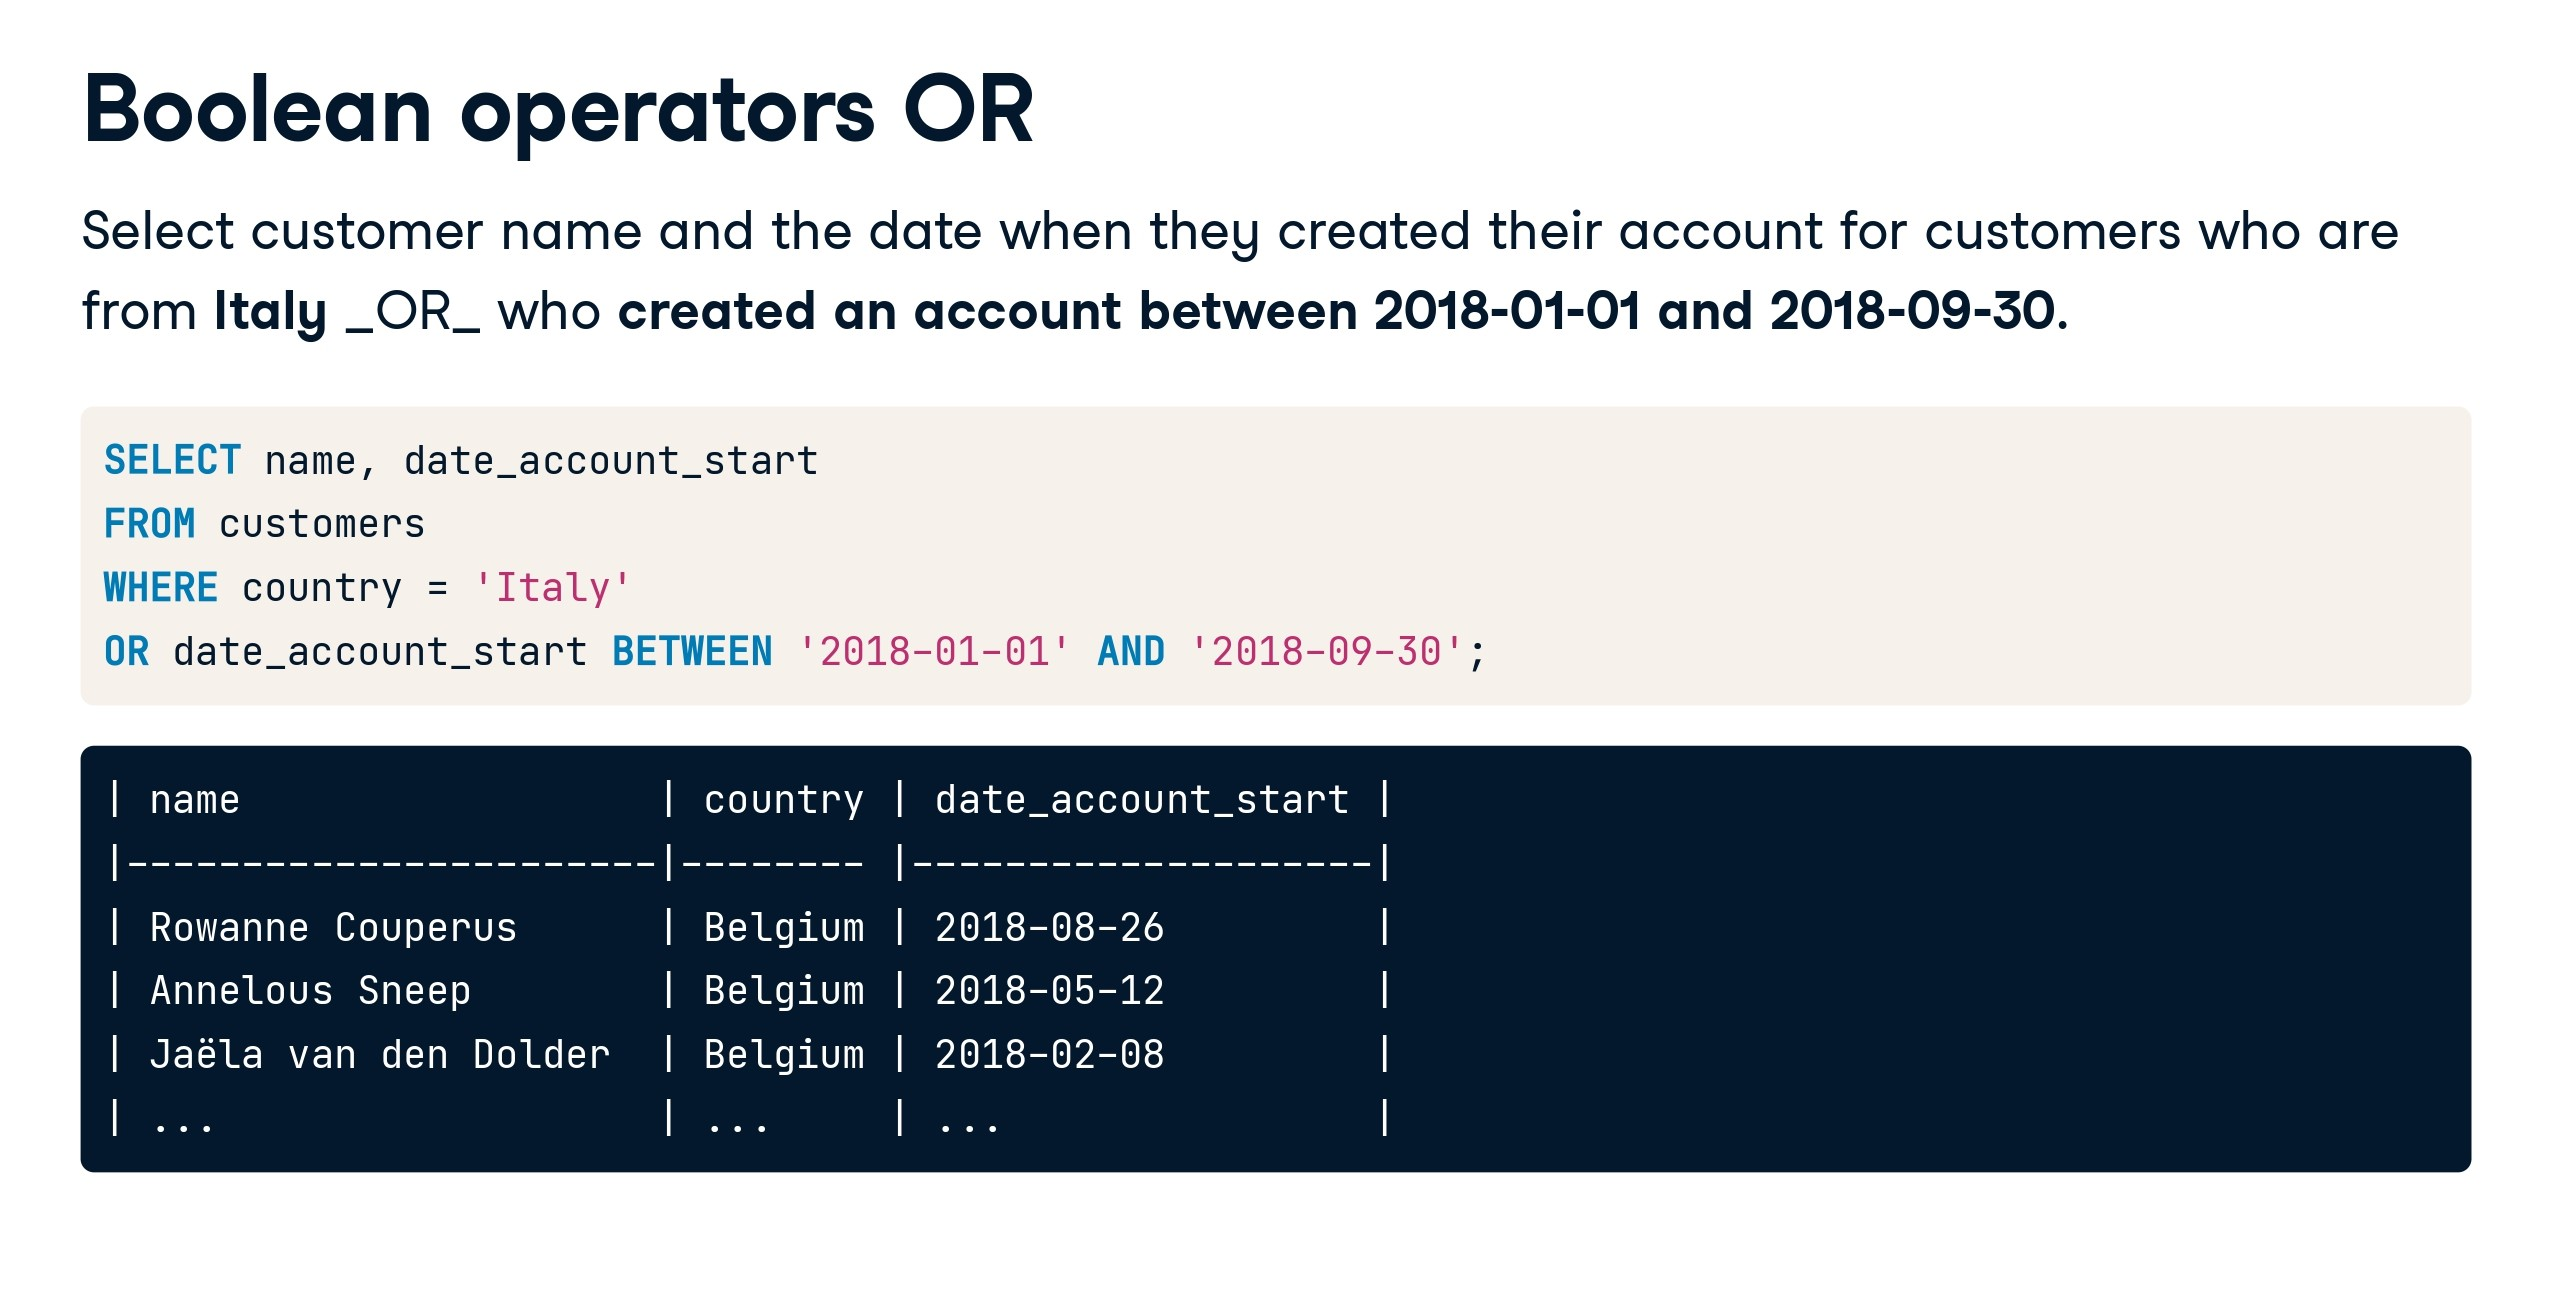 Boolean operators OR
Select customer name and the date when they created their account for customers who are
from Italy _OR_ who created an account between 2018-01-01 and 2018-09-30.
SELECT name, date_account_start
FROM customers
WHERE country = 'Italy'
OR date_account_start BETWEEN '2018-01-01' AND '2018-09-30';
| name                  | country | date_account_start |
|-----------------------|-------- |--------------------|
| Rowanne Couperus      | Belgium | 2018-08-26         |
| Annelous Sneep        | Belgium | 2018-05-12         |
| Jaëla van den Dolder  | Belgium | 2018-02-08         |
| ...                   | ...     | ...                |